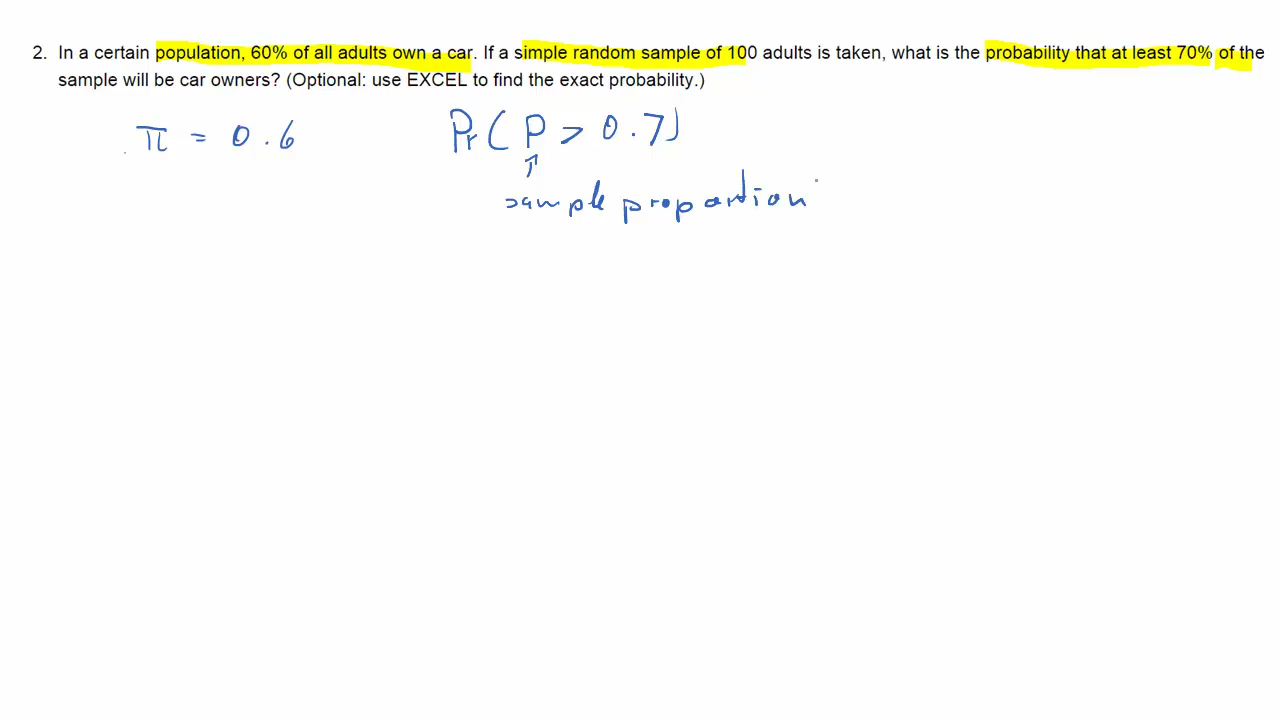 2. In a certain population, 60% of all adults own a car. If a simple random sample of 100 adults is taken, what is the probability that at least 70% of the
sample will be car owners? (Optional: use EXCEL to find the exact probability.)
π = 0.6 Pr(P > 0.7)
↑
sample proportion